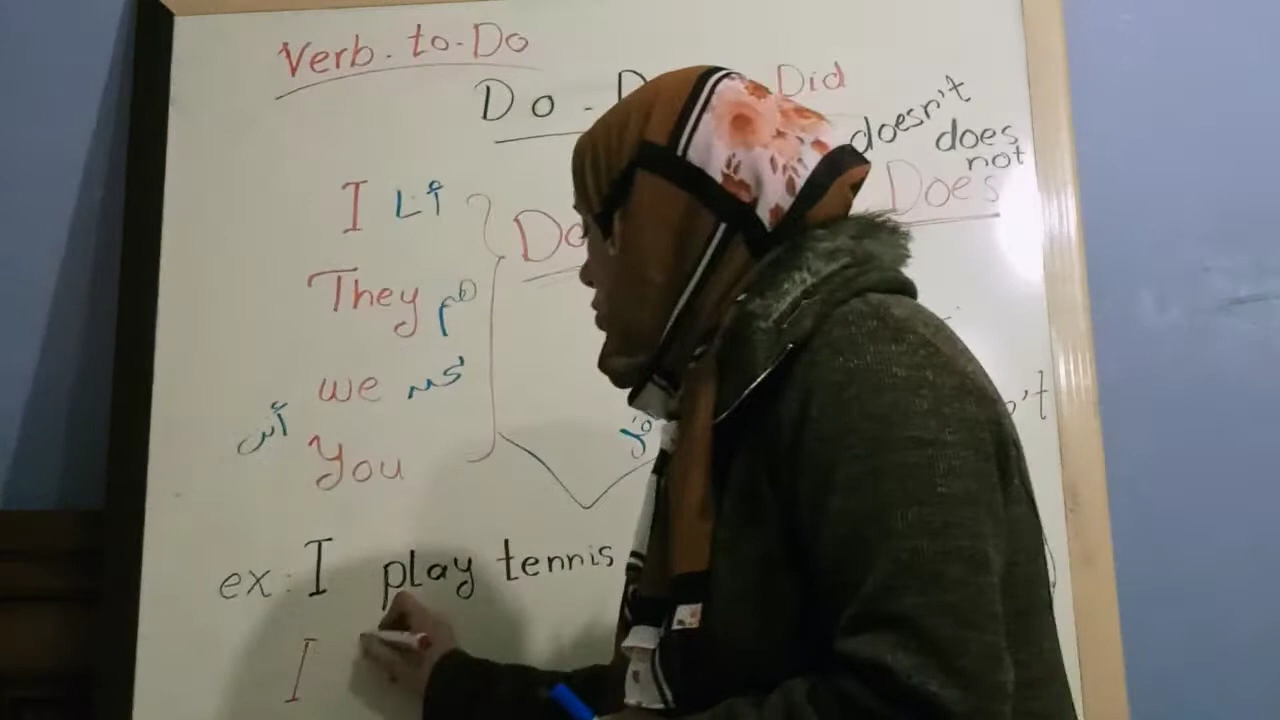 Verb-to-Do
Do - D
Did
doesn't
does
not
Does
I أنا
Do
They هم
we نحن
أنت
You
ex: I play tennis
I